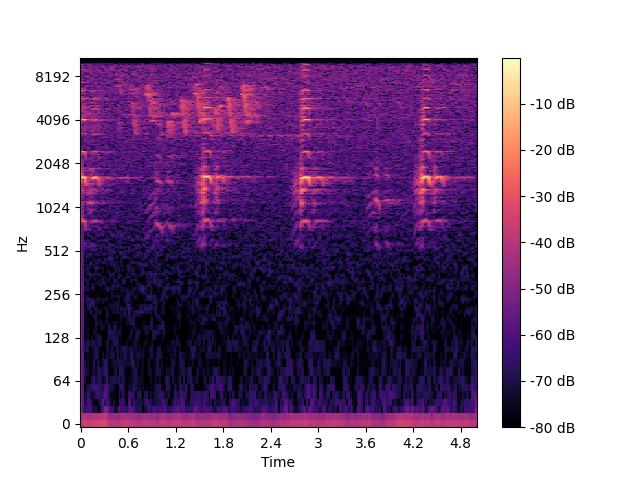 8192
4096
2048
1024
512
256
128
64
0
Hz
0 0.6 1.2 1.8 2.4 3 3.6 4.2 4.8
Time
-10 dB
-20 dB
-30 dB
-40 dB
-50 dB
-60 dB
-70 dB
-80 dB